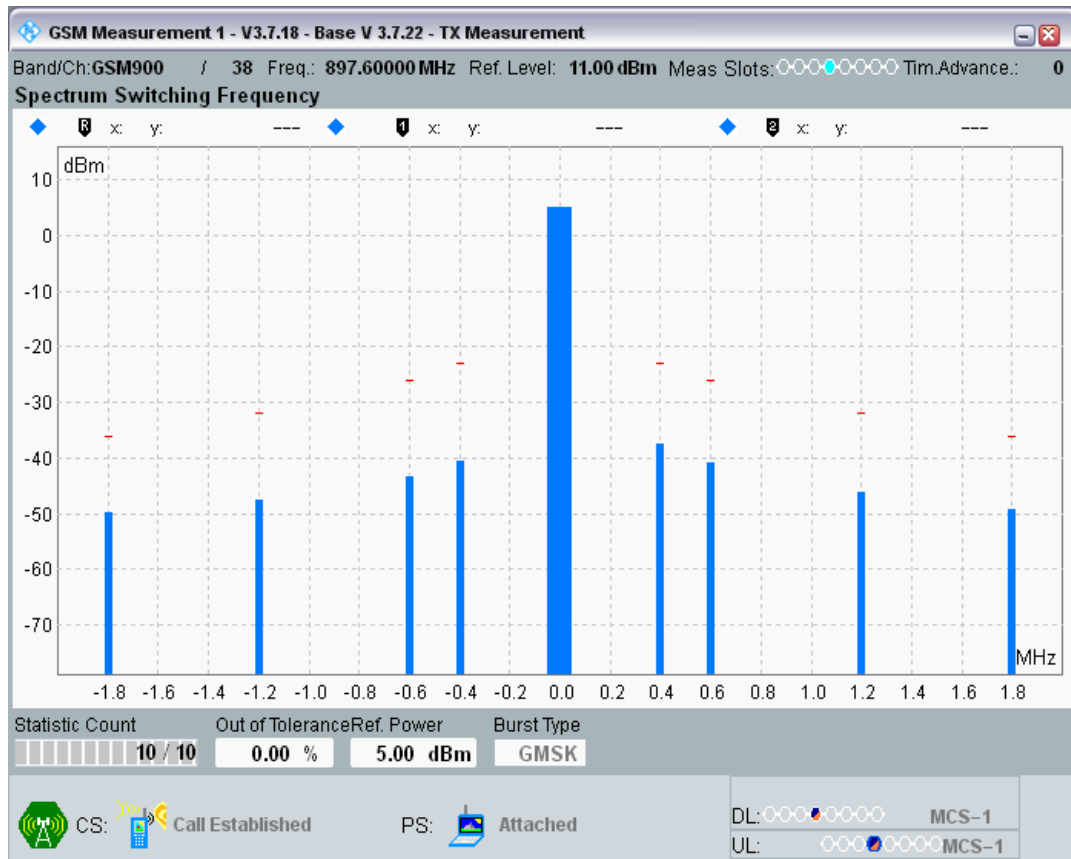 GSM Measurement 1 - V3.7.18 - Base V 3.7.22 - TX Measurement
Band/Ch:GSM900 / 38 Freq.: 897.60000 MHz Ref. Level: 11.00 dBm Meas Slots: Tim.Advance.: 0
Spectrum Switching Frequency
R x: y: --- 1 x: y: --- 2 x: y: ---
dBm
10
0
-10
-20
-30
-40
-50
-60
-70
MHz
-1.8 -1.6 -1.4 -1.2 -1.0 -0.8 -0.6 -0.4 -0.2 0.0 0.2 0.4 0.6 0.8 1.0 1.2 1.4 1.6 1.8
Statistic Count Out of Tolerance Ref. Power Burst Type
10 / 10 0.00 % 5.00 dBm GMSK
CS: Call Established PS: Attached
DL: MCS-1
UL: MCS-1